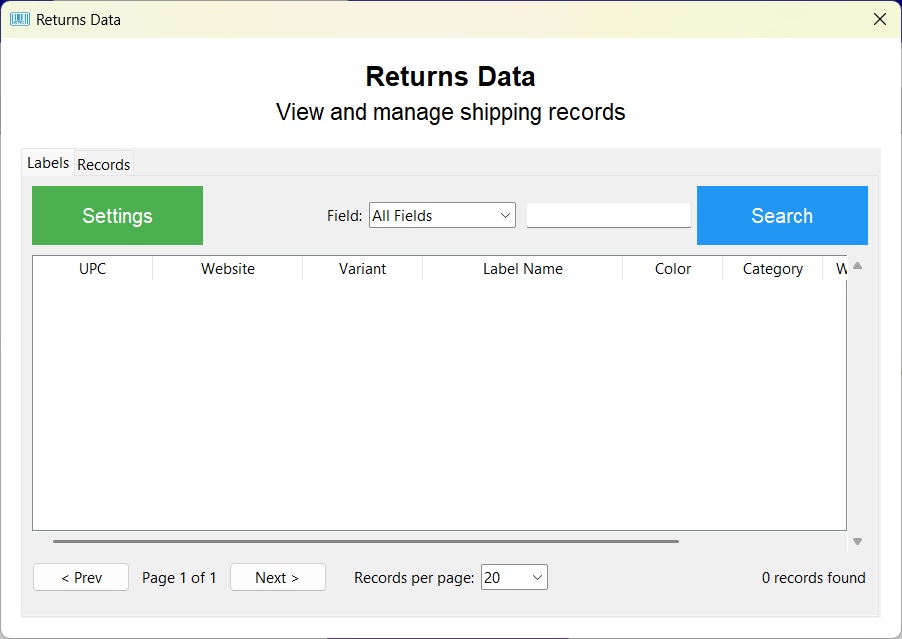 Returns Data
Returns Data
View and manage shipping records
Labels Records
Settings Field: All Fields Search
UPC Website Variant Label Name Color Category W
< Prev Page 1 of 1 Next > Records per page: 20 0 records found